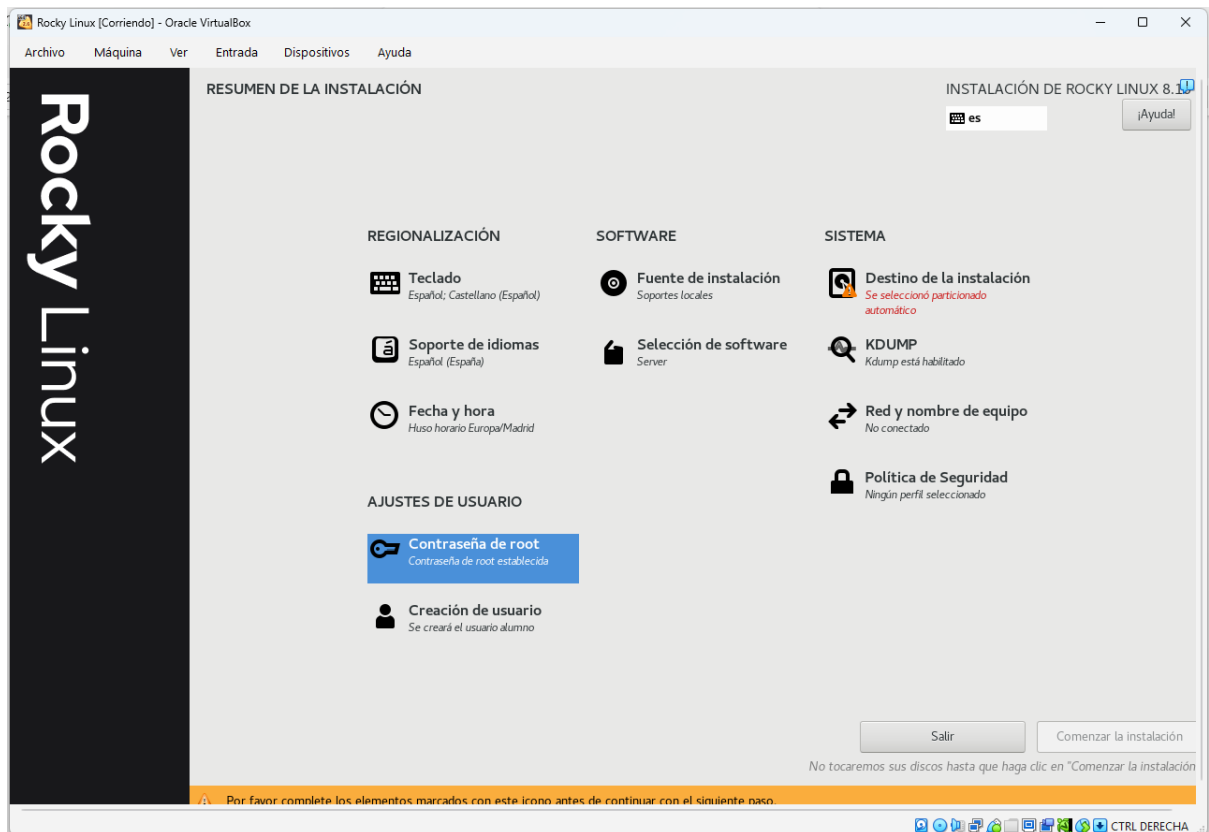 Rocky Linux [Corriendo] - Oracle VirtualBox
Archivo Máquina Ver Entrada Dispositivos Ayuda
Rocky Linux
RESUMEN DE LA INSTALACIÓN
INSTALACIÓN DE ROCKY LINUX 8.
es
¡Ayuda!
REGIONALIZACIÓN
Teclado
Español; Castellano (Español)
Soporte de idiomas
Español (España)
Fecha y hora
Huso horario Europa/Madrid
AJUSTES DE USUARIO
Contraseña de root
Contraseña de root establecida
Creación de usuario
Se creará el usuario alumno
SOFTWARE
Fuente de instalación
Soportes locales
Selección de software
Server
SISTEMA
Destino de la instalación
Se seleccionó particionado
automático
KDUMP
Kdump está habilitado
Red y nombre de equipo
No conectado
Política de Seguridad
Ningún perfil seleccionado
Salir
Comenzar la instalación
No tocaremos sus discos hasta que haga clic en "Comenzar la instalación
Por favor complete los elementos marcados con este icono antes de continuar con el siguiente paso.
CTRL DERECHA